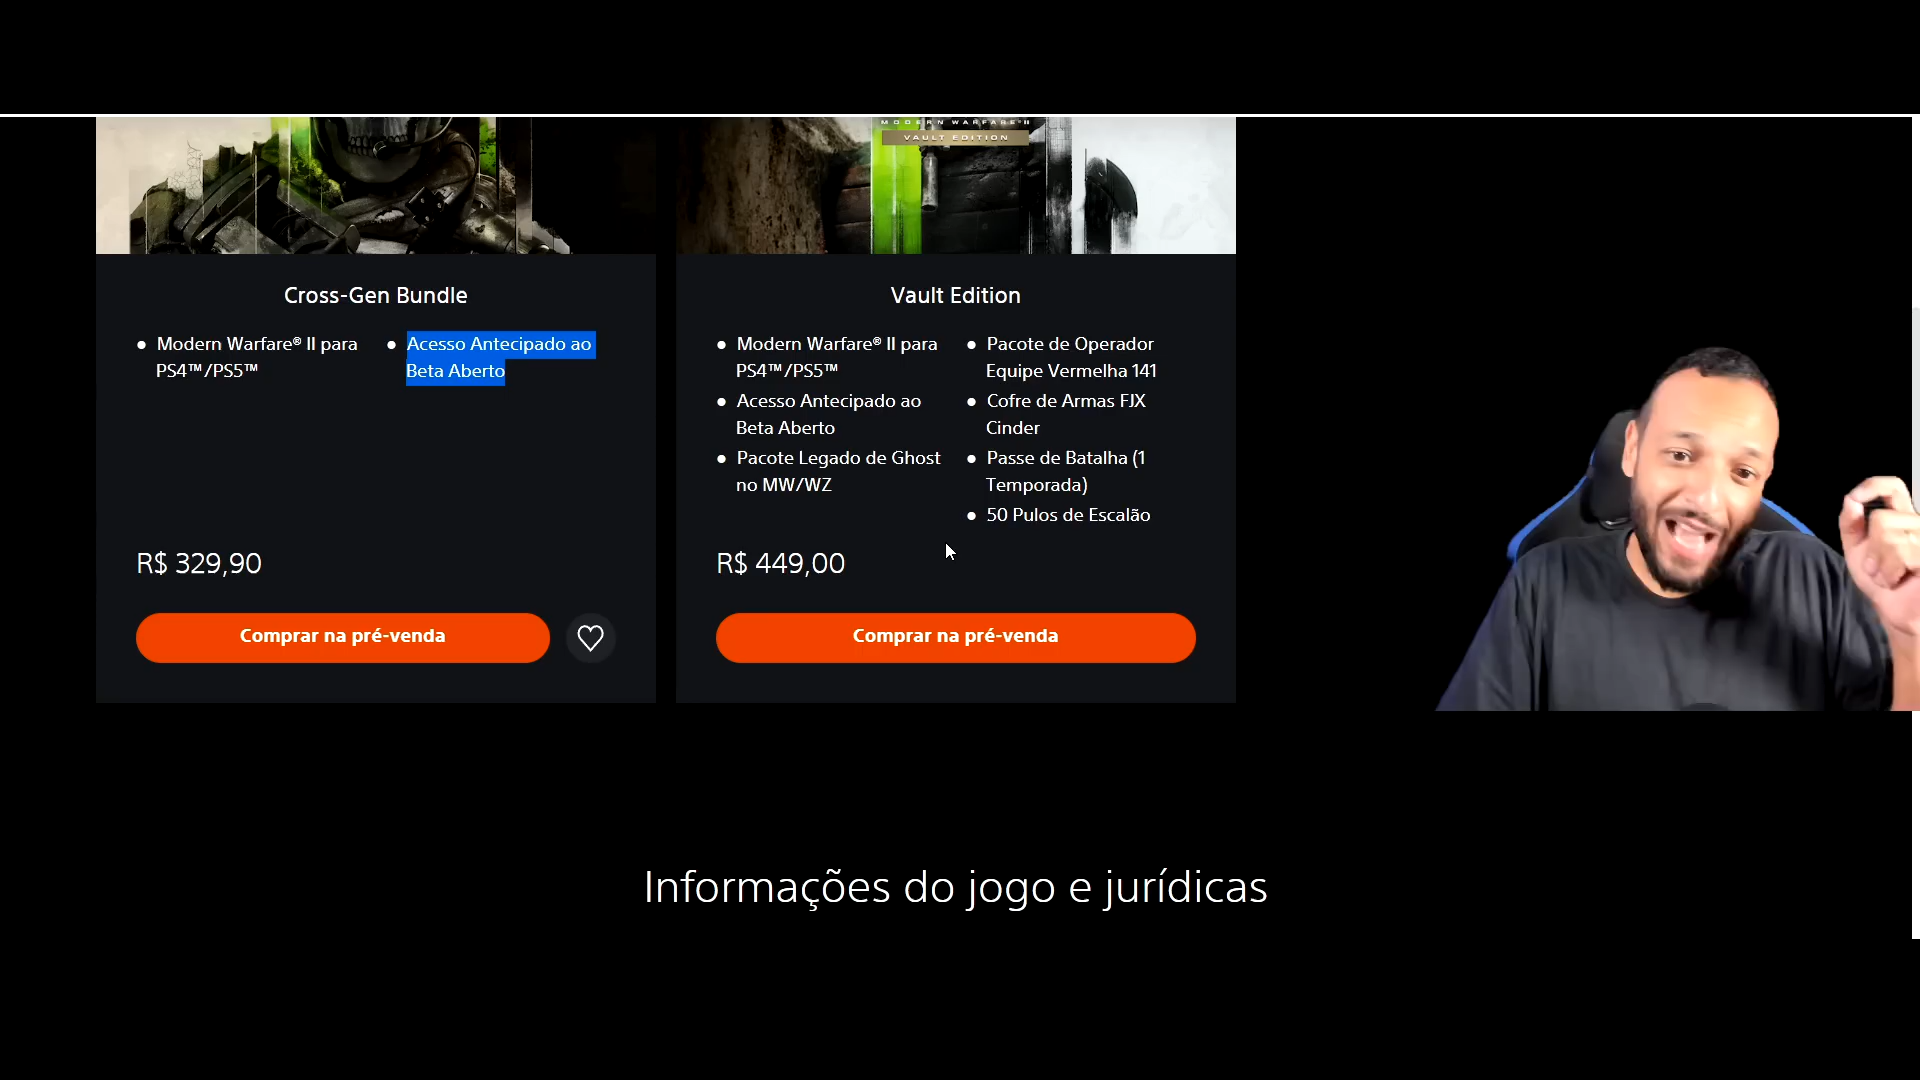 MODERN WARFARE II
VAULT EDITION
Cross-Gen Bundle
Modern Warfare® II para
PS4™/PS5™
Acesso Antecipado ao
Beta Aberto
R$ 329,90
Comprar na pré-venda
Vault Edition
Modern Warfare® II para
PS4™/PS5™
Acesso Antecipado ao
Beta Aberto
Pacote Legado de Ghost
no MW/WZ
Pacote de Operador
Equipe Vermelha 141
Cofre de Armas FJX
Cinder
Passe de Batalha (1
Temporada)
50 Pulos de Escalão
R$ 449,00
Comprar na pré-venda
Informações do jogo e jurídicas